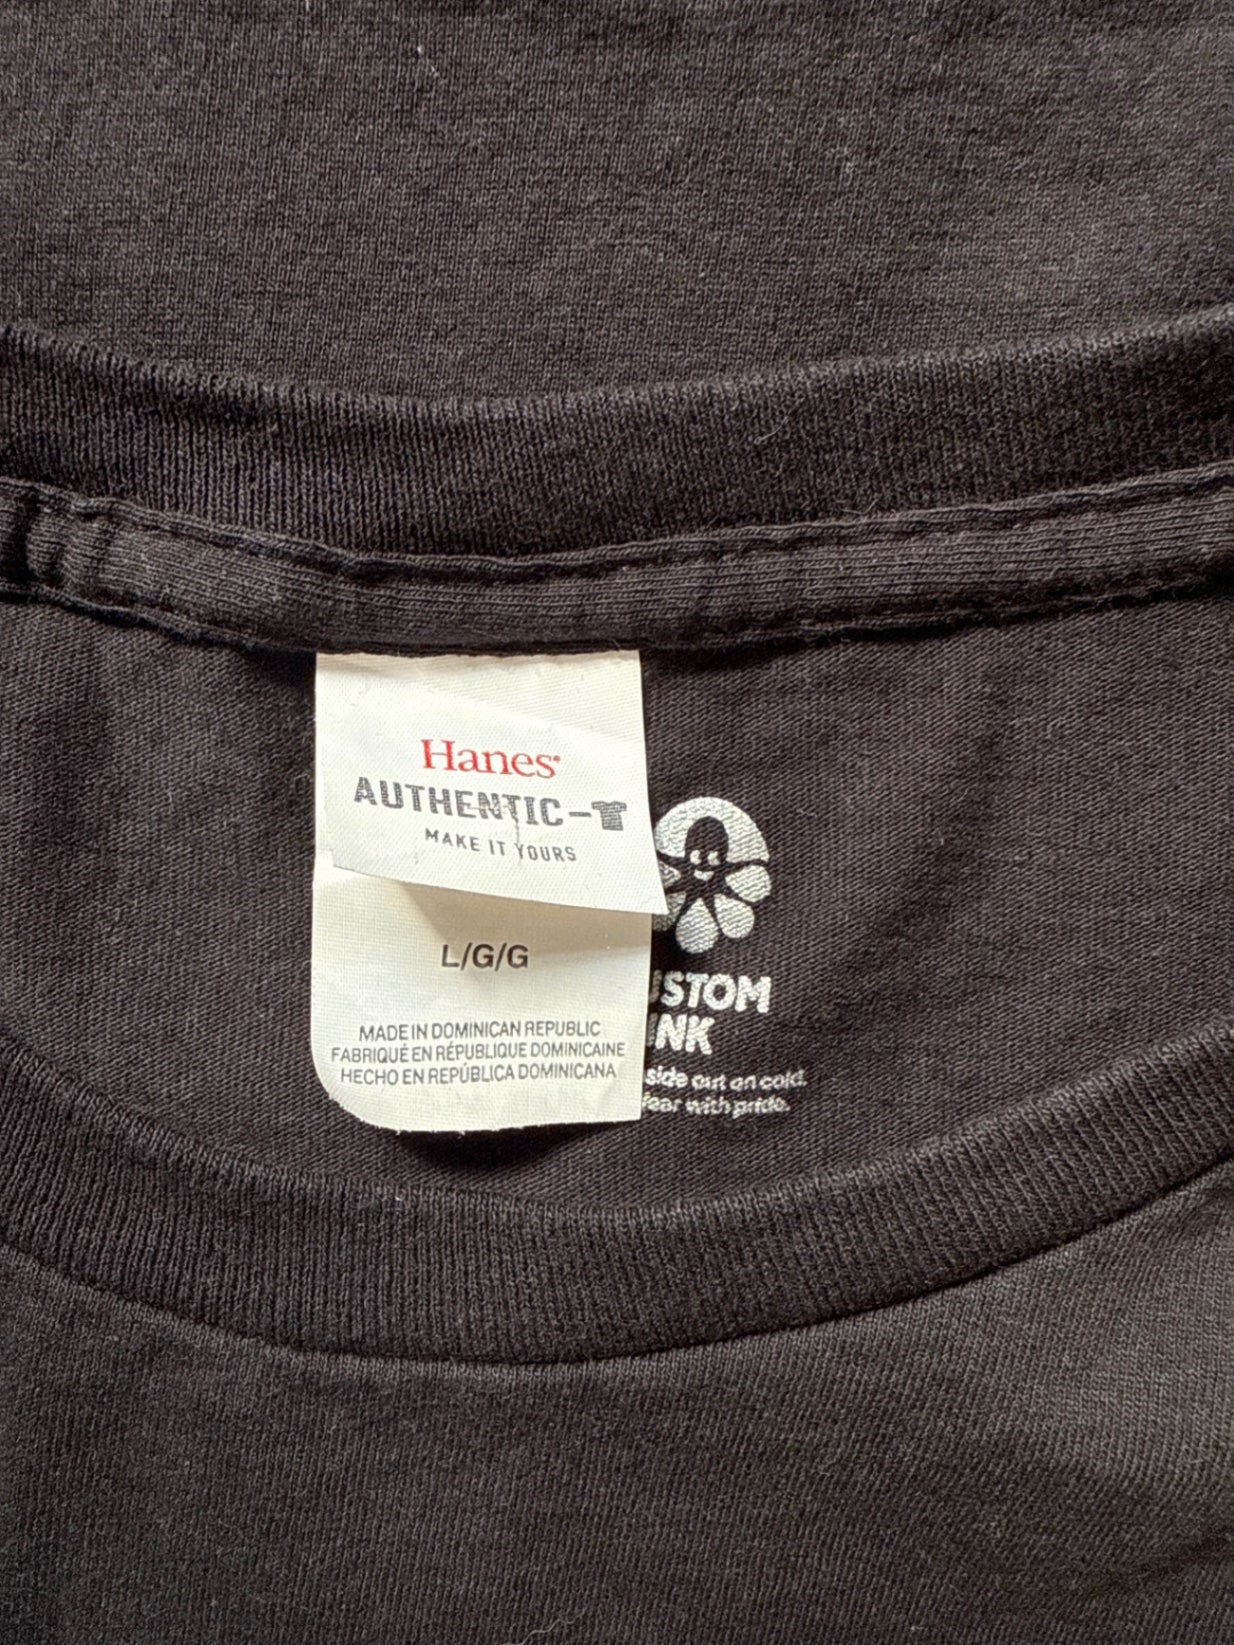 Hanes
AUTHENTIC-T
MAKE IT YOURS
L/G/G
MADE IN DOMINICAN REPUBLIC
FABRIQUÉ EN RÉPUBLIQUE DOMINICAINE
HECHO EN REPÚBLICA DOMINICANA
USTOM
INK
side out on cold.
ear with pride.